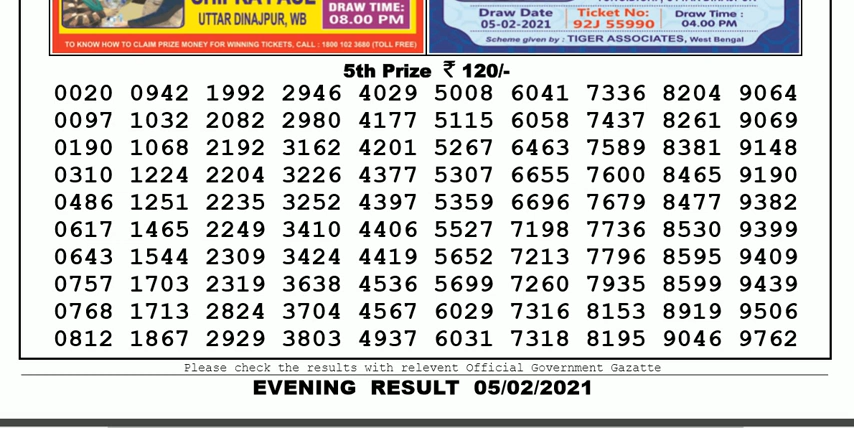 DRAW TIME:
UTTAR DINAJPUR, WB
08.00 PM
TO KNOW HOW TO CLAIM PRIZE MONEY FOR WINNING TICKETS, CALL : 1800 102 3680 (TOLL FREE)
Draw Date Ticket No: Draw Time :
05-02-2021 92J 55990 04.00 PM
Scheme given by : TIGER ASSOCIATES, West Bengal
5th Prize ₹ 120/-
0020 0942 1992 2946 4029 5008 6041 7336 8204 9064
0097 1032 2082 2980 4177 5115 6058 7437 8261 9069
0190 1068 2192 3162 4201 5267 6463 7589 8381 9148
0310 1224 2204 3226 4377 5307 6655 7600 8465 9190
0486 1251 2235 3252 4397 5359 6696 7679 8477 9382
0617 1465 2249 3410 4406 5527 7198 7736 8530 9399
0643 1544 2309 3424 4419 5652 7213 7796 8595 9409
0757 1703 2319 3638 4536 5699 7260 7935 8599 9439
0768 1713 2824 3704 4567 6029 7316 8153 8919 9506
0812 1867 2929 3803 4937 6031 7318 8195 9046 9762
Please check the results with relevent Official Government Gazatte
EVENING RESULT 05/02/2021